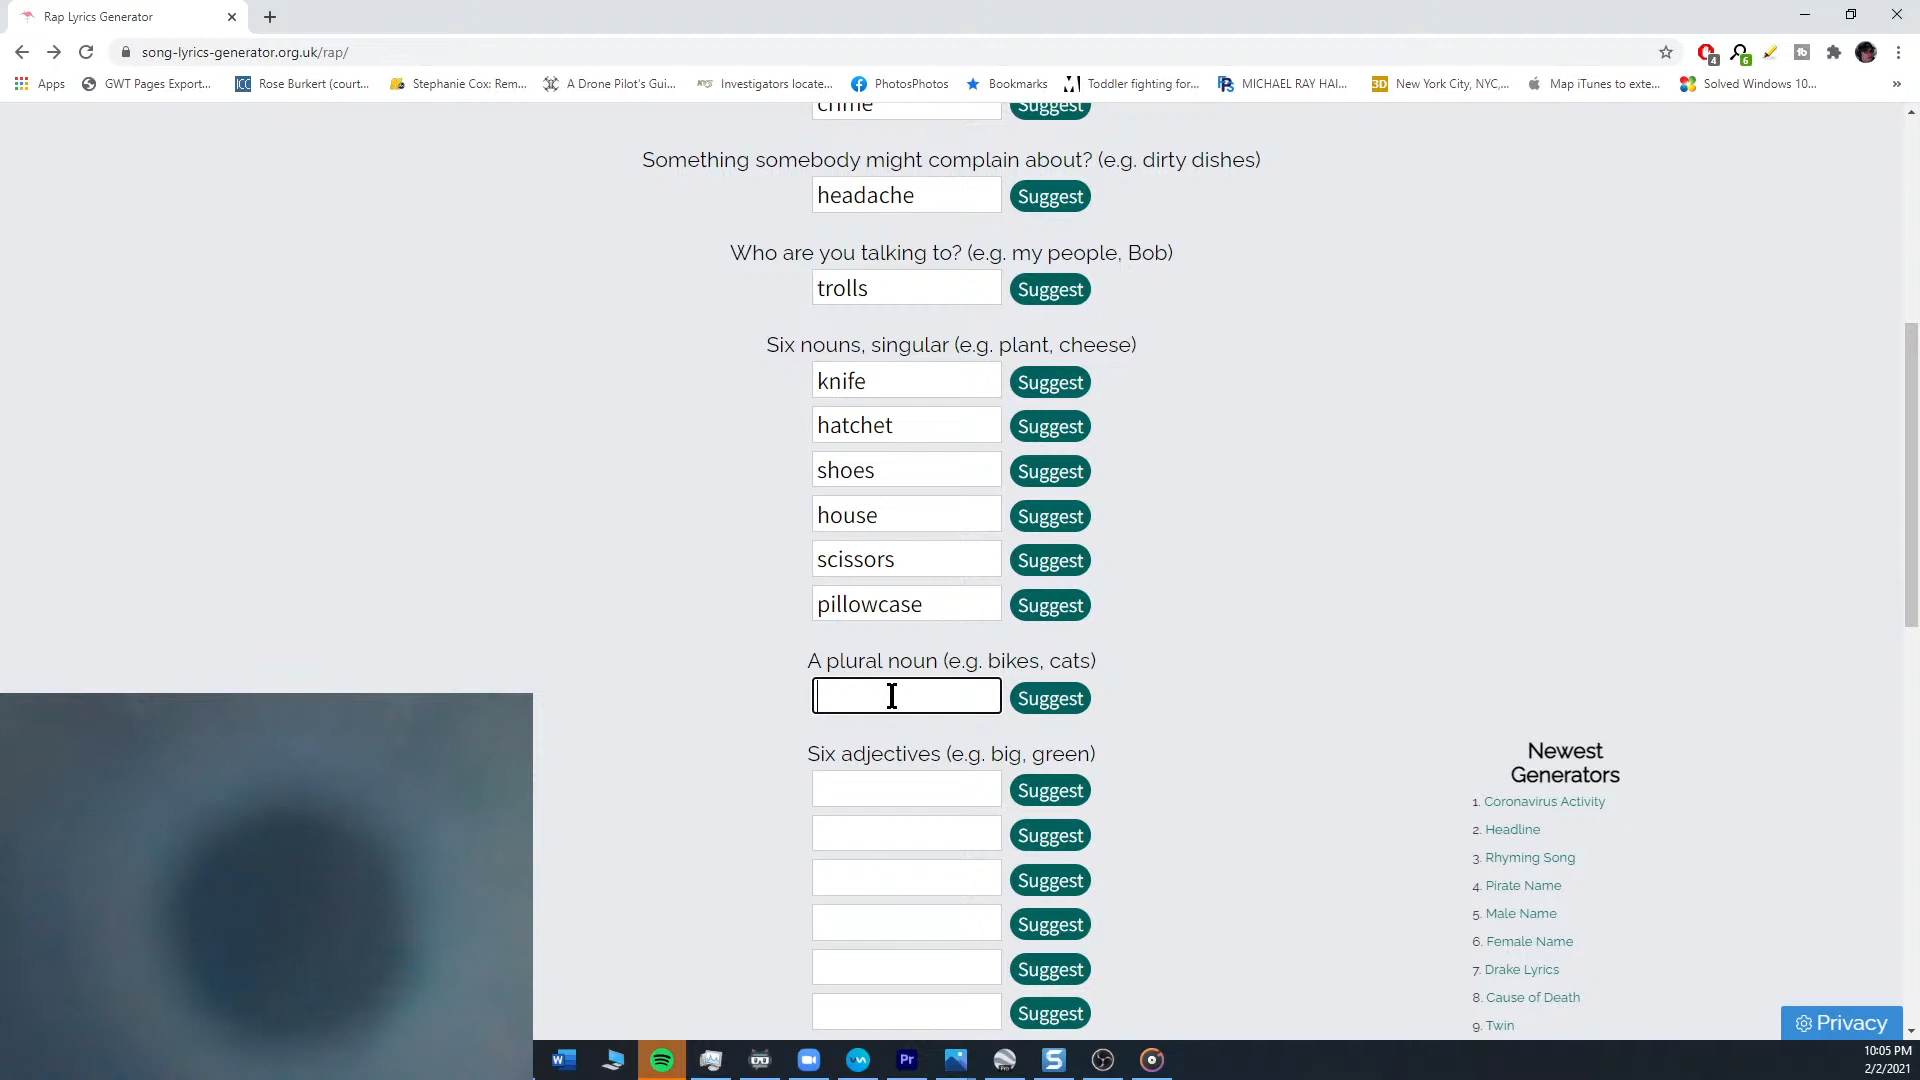 Rap Lyrics Generator
song-lyrics-generator.org.uk/rap/
4
6
Apps
GWT Pages Export...
Rose Burkert (court...
Stephanie Cox: Rem...
A Drone Pilot's Gui...
Investigators locate...
PhotosPhotos
Bookmarks
Toddler fighting for...
MICHAEL RAY HAI...
3D New York City, NYC,...
Map iTunes to exte...
Solved Windows 10...
»
crime Suggest
Something somebody might complain about? (e.g. dirty dishes)
headache Suggest
Who are you talking to? (e.g. my people, Bob)
trolls Suggest
Six nouns, singular (e.g. plant, cheese)
knife Suggest
hatchet Suggest
shoes Suggest
house Suggest
scissors Suggest
pillowcase Suggest
A plural noun (e.g. bikes, cats)
Suggest
Six adjectives (e.g. big, green)
Suggest
Suggest
Suggest
Suggest
Suggest
Suggest
Newest
Generators
1. Coronavirus Activity
2. Headline
3. Rhyming Song
4. Pirate Name
5. Male Name
6. Female Name
7. Drake Lyrics
8. Cause of Death
9. Twin
Privacy
10:05 PM
2/2/2021